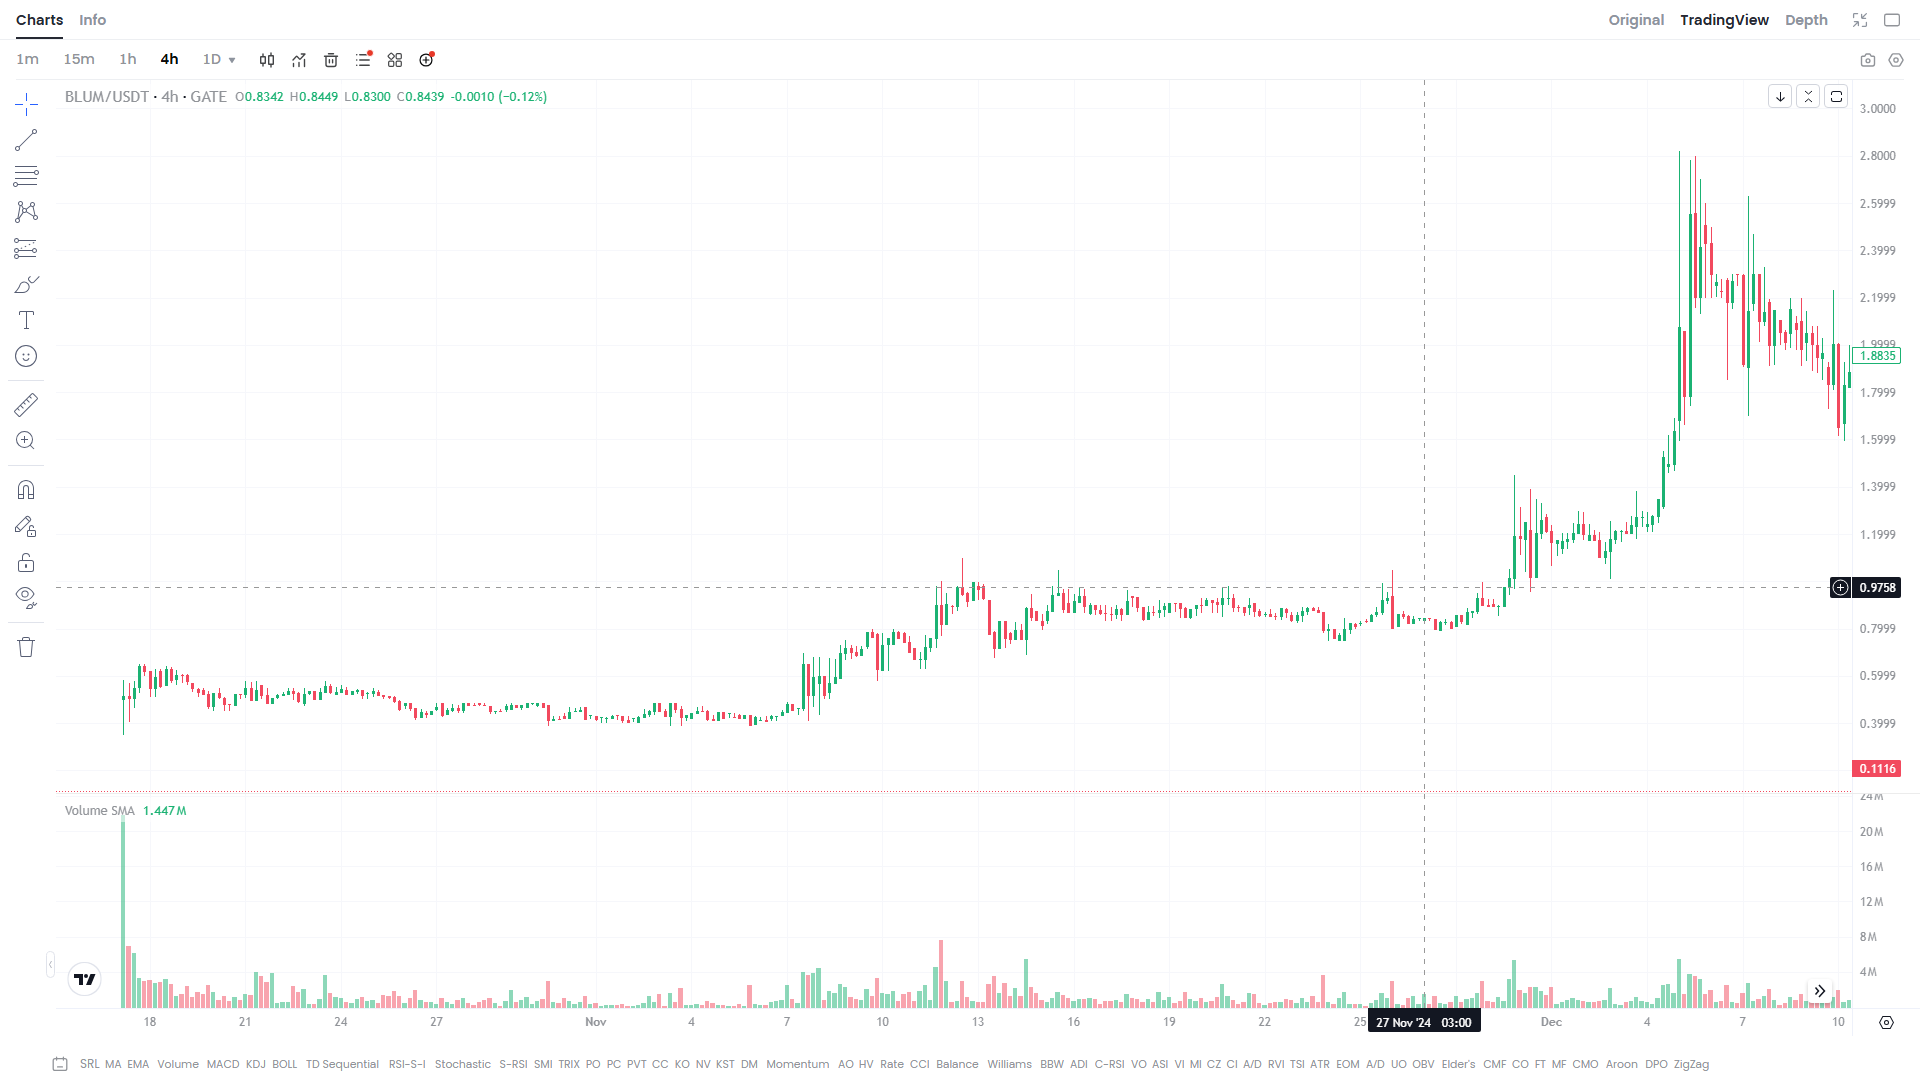 Charts Info Original TradingView Depth
1m 15m 1h 4h 1D
BLUM/USDT · 4h · GATE O0.8342 H0.8449 L0.8300 C0.8439 -0.0010 (−0.12%)
3.0000
2.8000
2.5999
2.3999
2.1999
1.9999
1.8835
1.7999
1.5999
1.3999
1.1999
0.9758
0.7999
0.5999
0.3999
0.1116
Volume SMA 1.447M
24M
20M
16M
12M
8M
4M
18 21 24 27 Nov 4 7 10 13 16 19 22 25 27 Nov '24 03:00 Dec 4 7 10
SRL MA EMA Volume MACD KDJ BOLL TD Sequential RSI-S-I Stochastic S-RSI SMI TRIX PO PC PVT CC KO NV KST DM Momentum AO HV Rate CCI Balance Williams BBW ADI C-RSI VO ASI VI MI CZ CI A/D RVI TSI ATR EOM A/D UO OBV Elder's CMF CO FT MF CMO Aroon DPO ZigZag